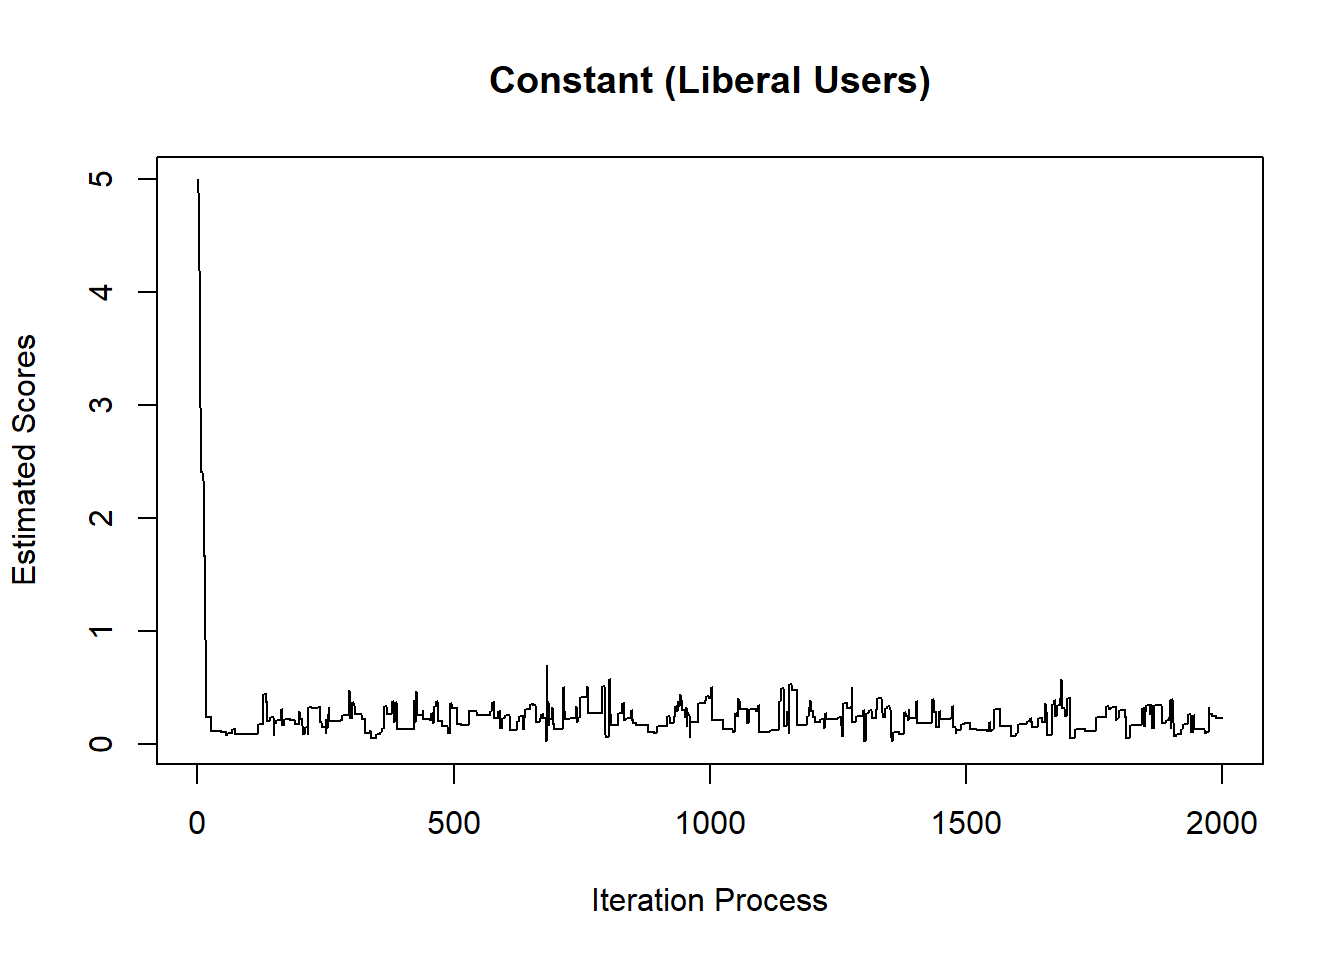 Constant (Liberal Users)
Estimated Scores
5
4
3
2
1
0
0 500 1000 1500 2000
Iteration Process